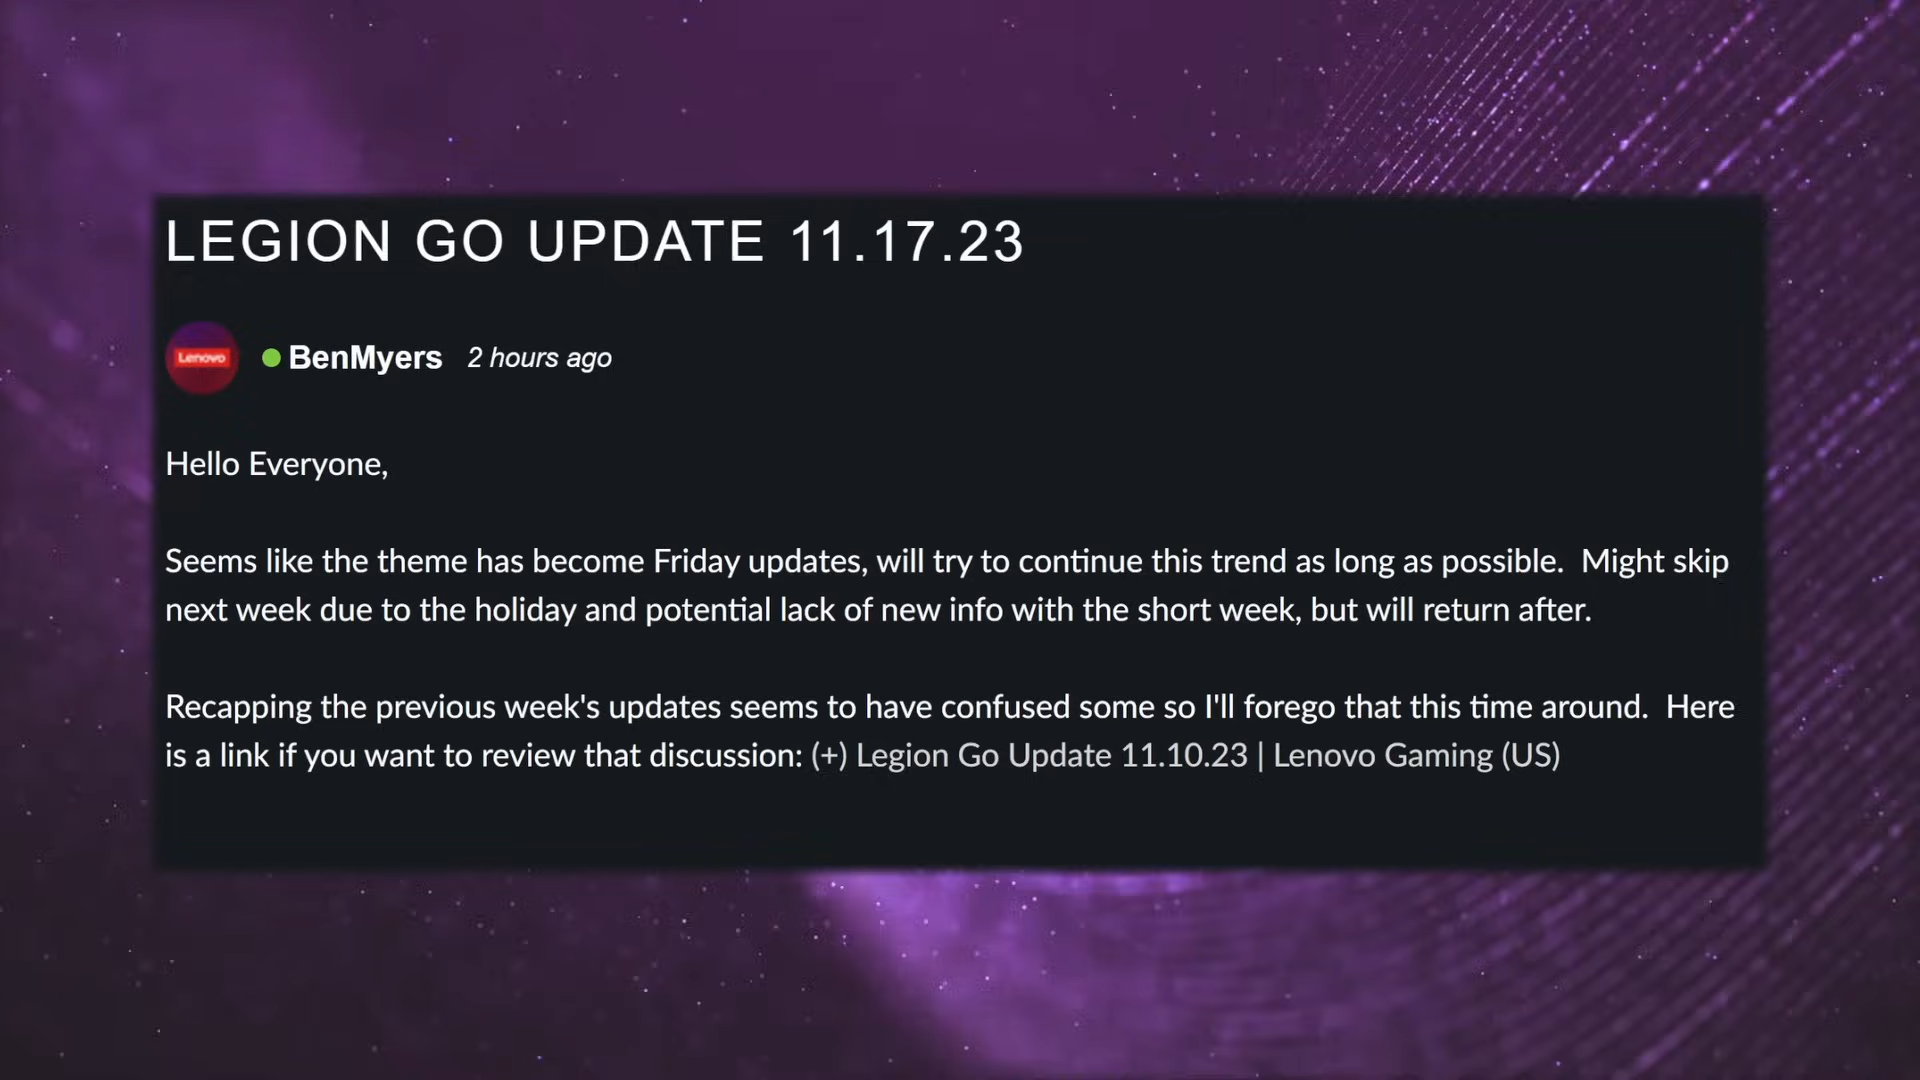 LEGION GO UPDATE 11.17.23
Lenovo
BenMyers 2 hours ago
Hello Everyone,
Seems like the theme has become Friday updates, will try to continue this trend as long as possible.  Might skip
next week due to the holiday and potential lack of new info with the short week, but will return after.
Recapping the previous week's updates seems to have confused some so I'll forego that this time around.  Here
is a link if you want to review that discussion: (+) Legion Go Update 11.10.23 | Lenovo Gaming (US)